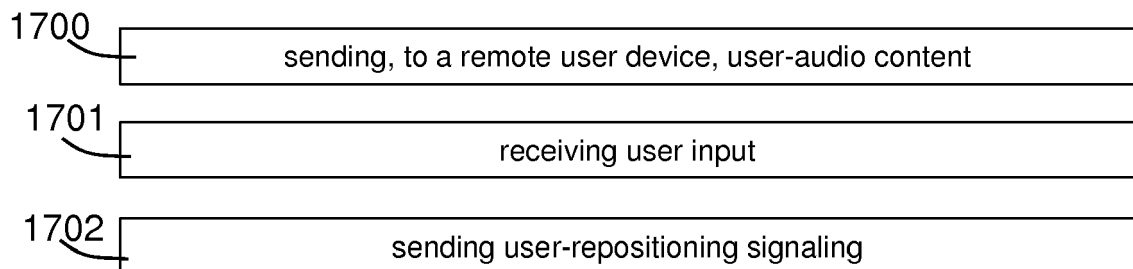 1700
sending, to a remote user device, user-audio content
1701
receiving user input
1702
sending user-repositioning signaling